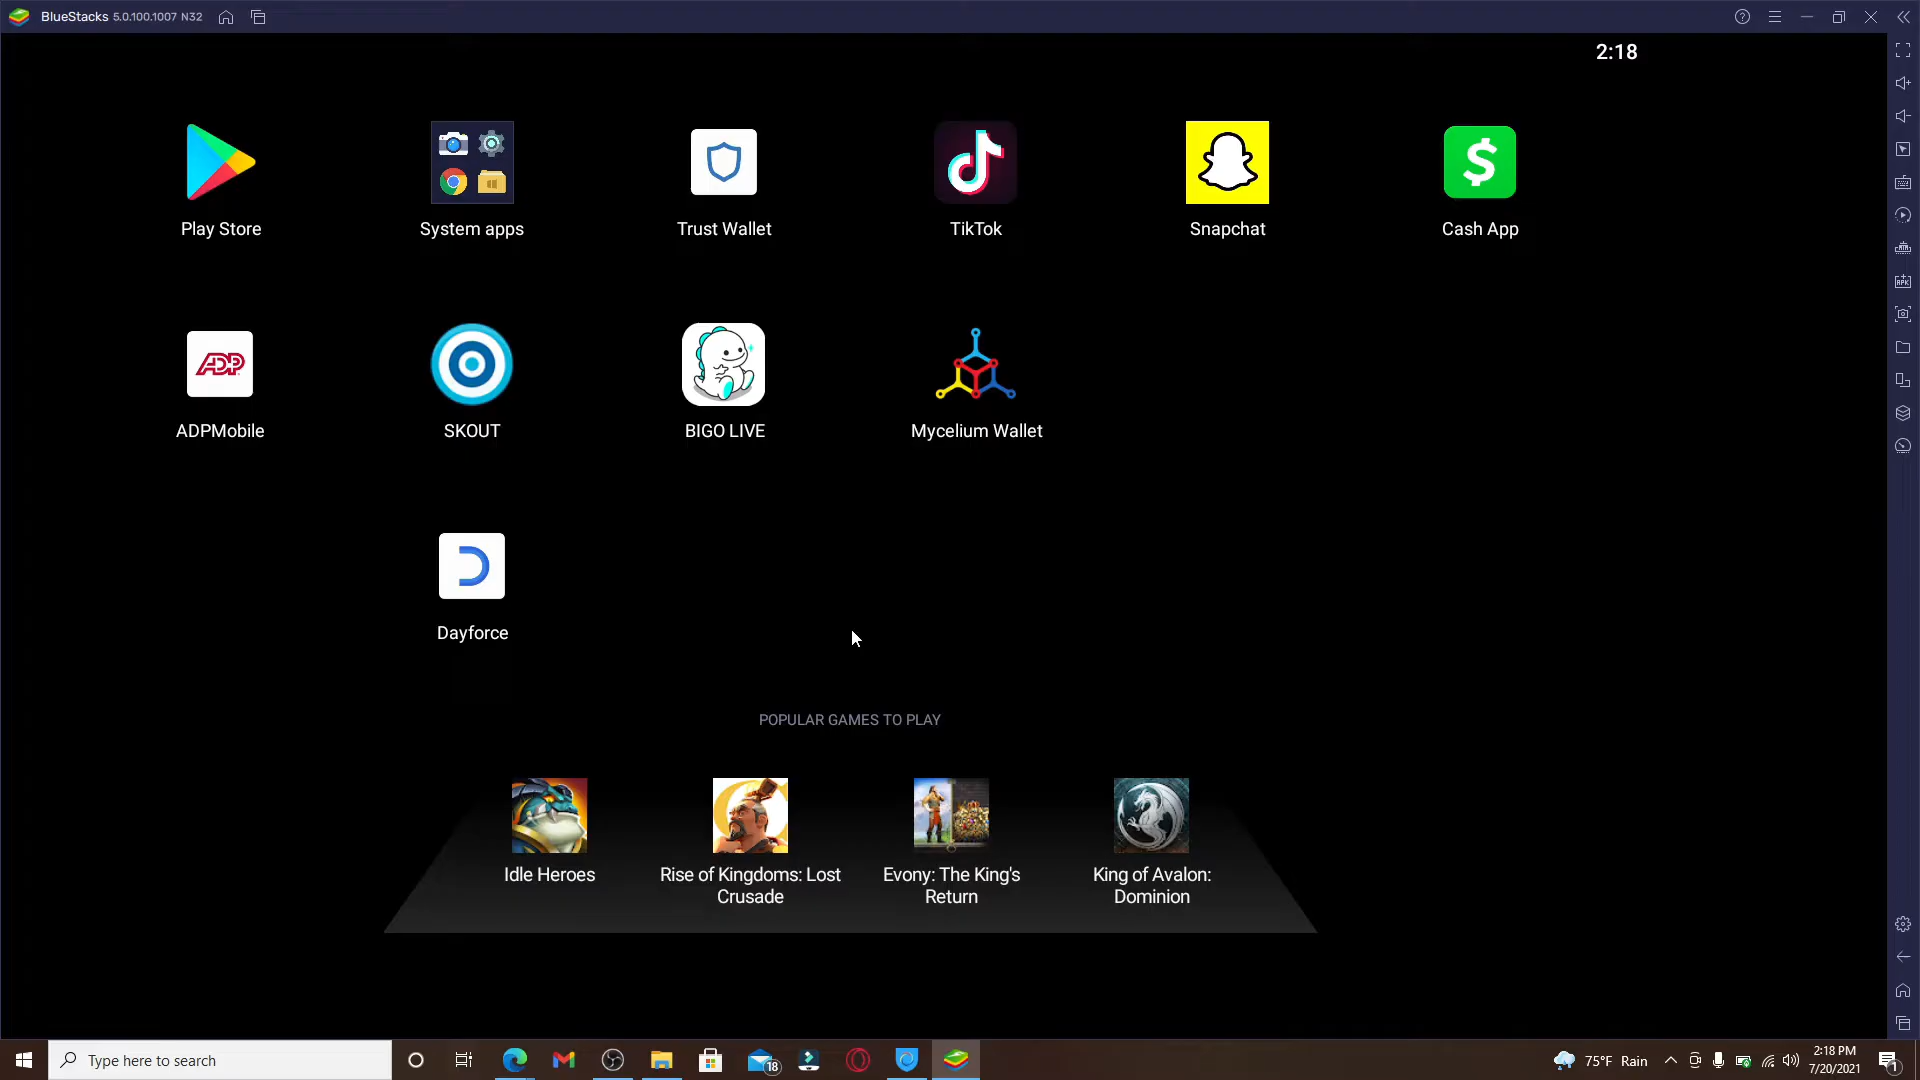 BlueStacks 5.0.100.1007 N32
2:18
Play Store
System apps
Trust Wallet
TikTok
Snapchat
Cash App
ADP
ADPMobile
SKOUT
BIGO LIVE
Mycelium Wallet
Dayforce
POPULAR GAMES TO PLAY
Idle Heroes
Rise of Kingdoms: Lost
Crusade
Evony: The King's
Return
King of Avalon:
Dominion
Type here to search
18
75°F Rain
2:18 PM
7/20/2021
1